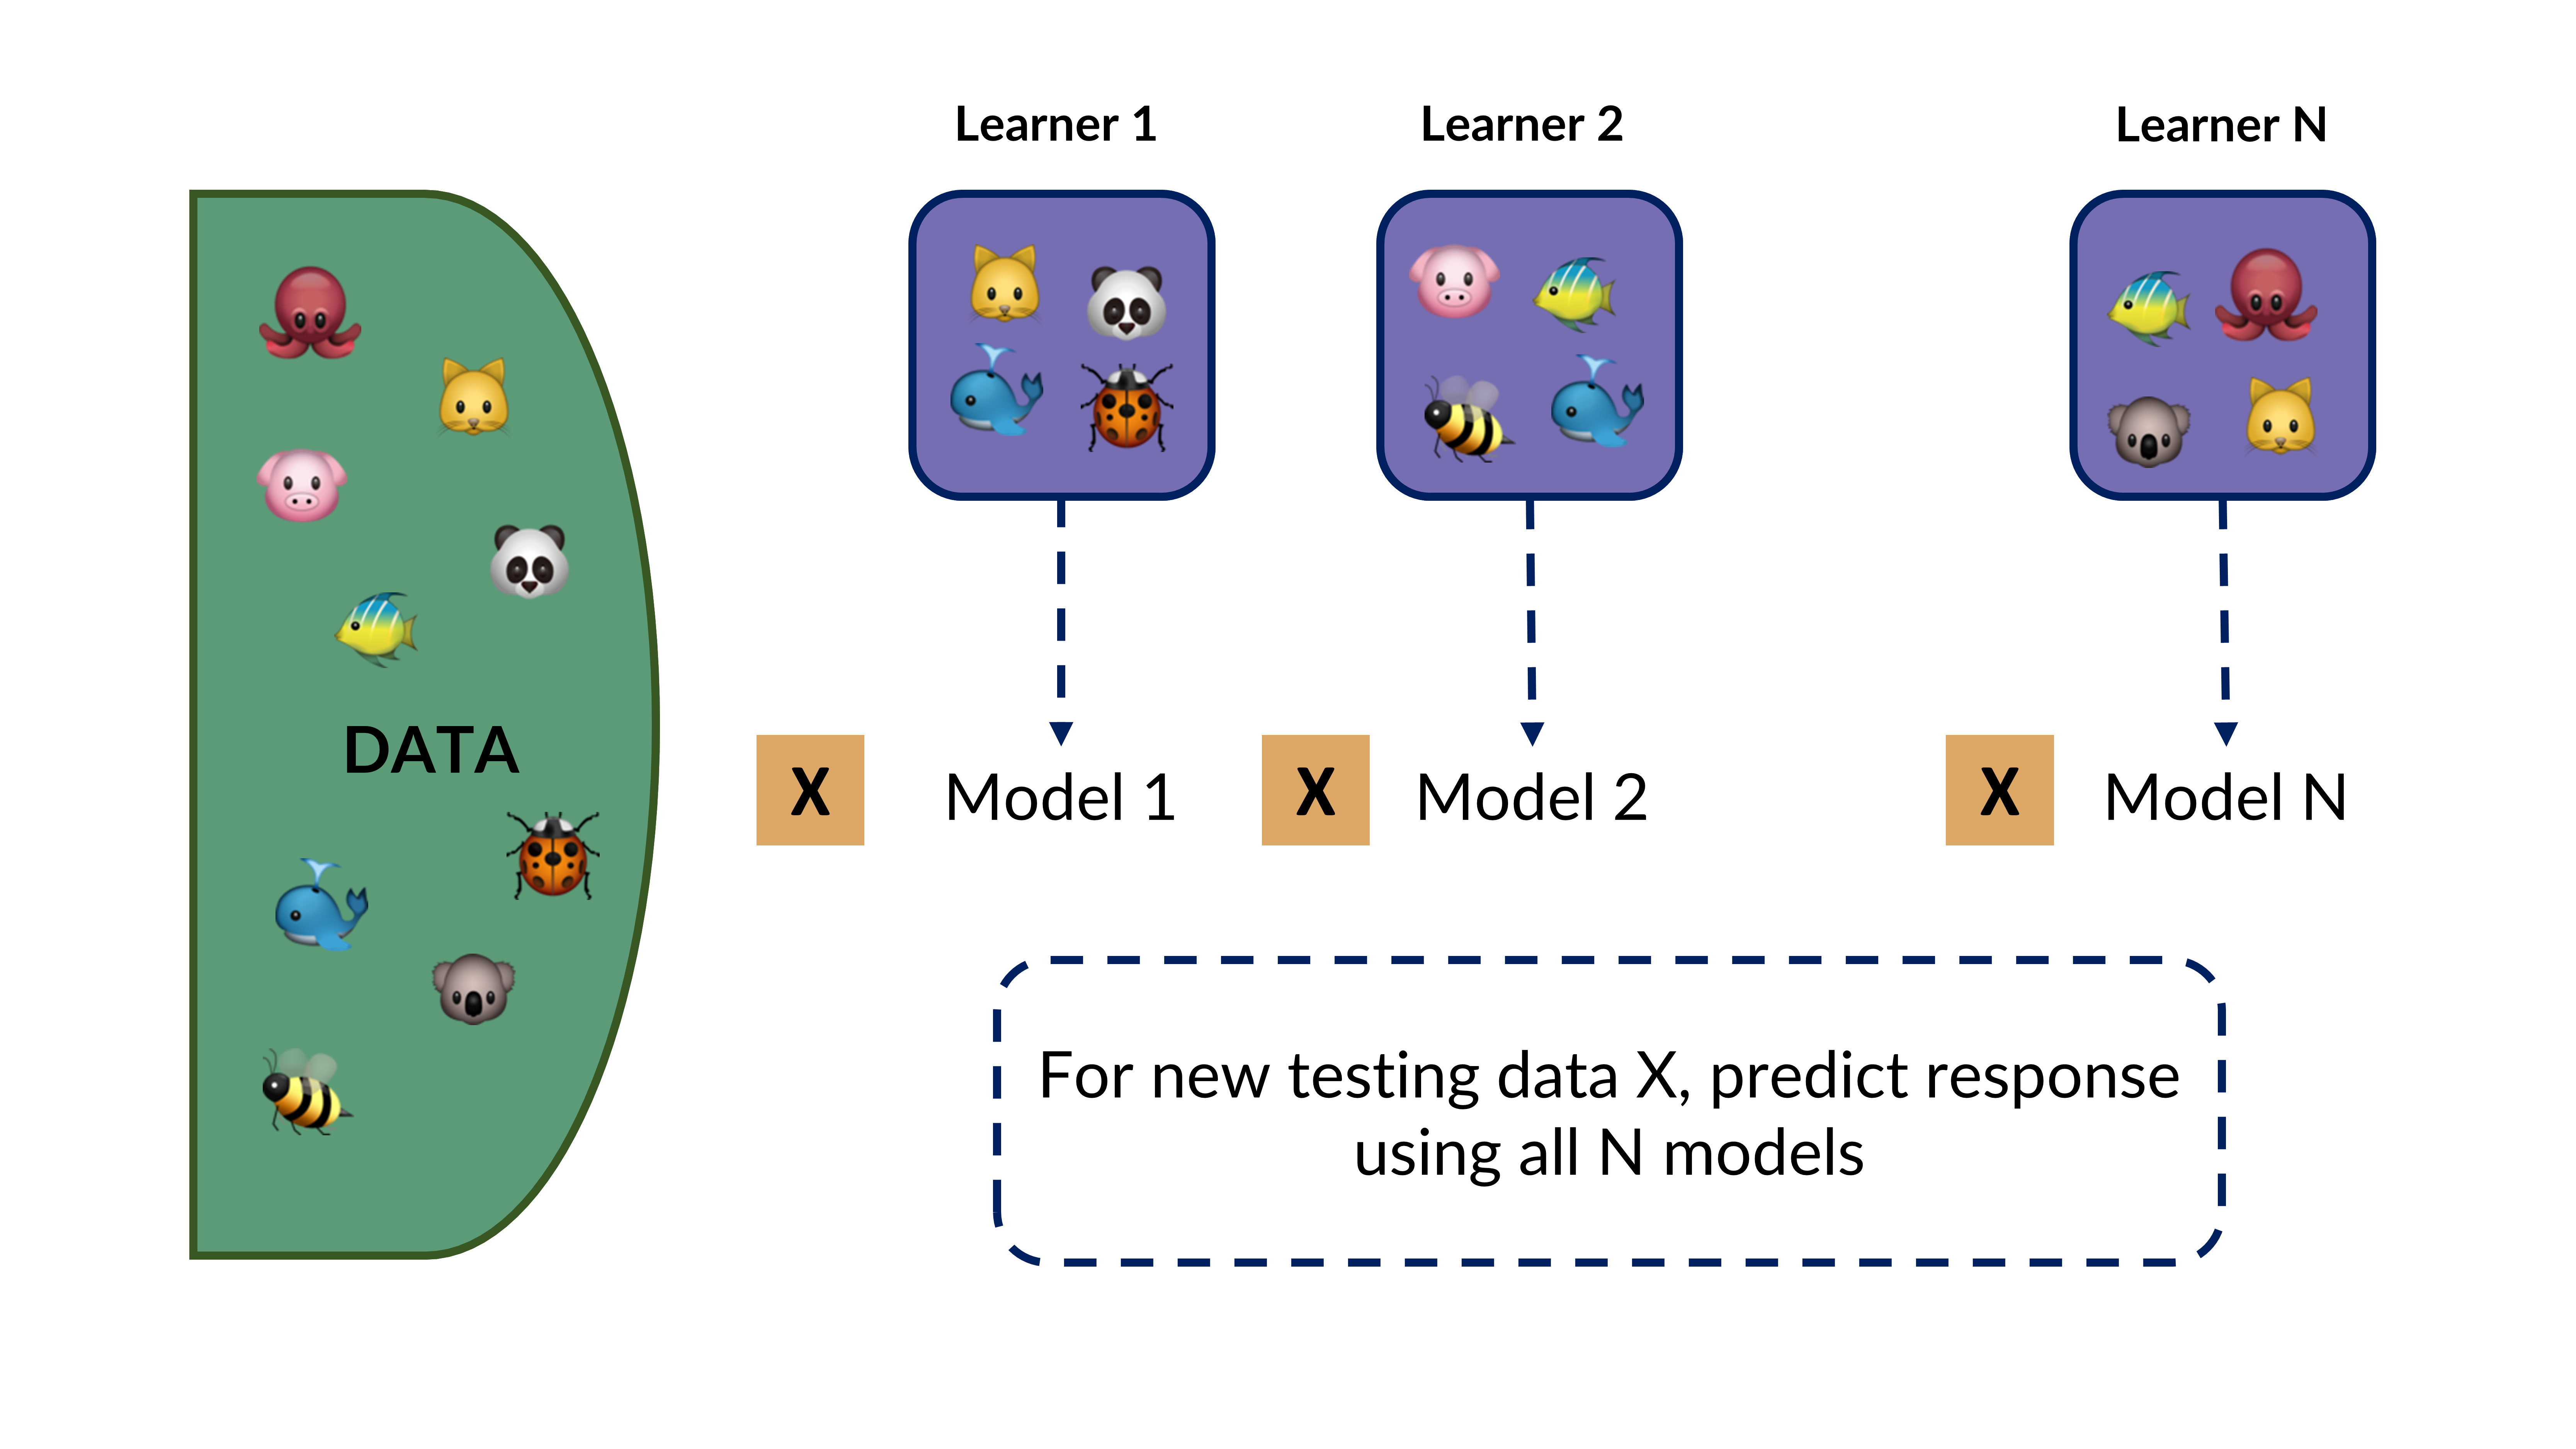 Learner 1
Learner 2
Learner N
DATA
X
Model 1
X
Model 2
X
Model N
For new testing data X, predict response
using all N models